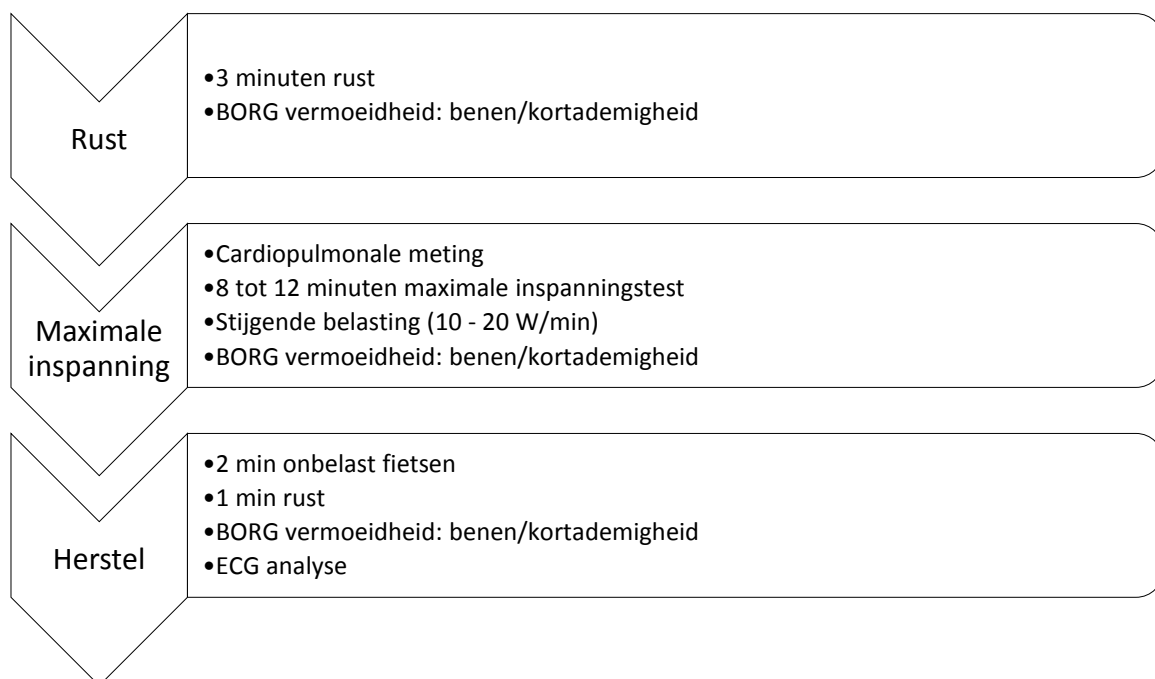 Rust
•3 minuten rust
•BORG vermoeidheid: benen/kortademigheid
Maximale
inspanning
•Cardiopulmonale meting
•8 tot 12 minuten maximale inspanningstest
•Stijgende belasting (10 - 20 W/min)
•BORG vermoeidheid: benen/kortademigheid
Herstel
•2 min onbelast fietsen
•1 min rust
•BORG vermoeidheid: benen/kortademigheid
•ECG analyse